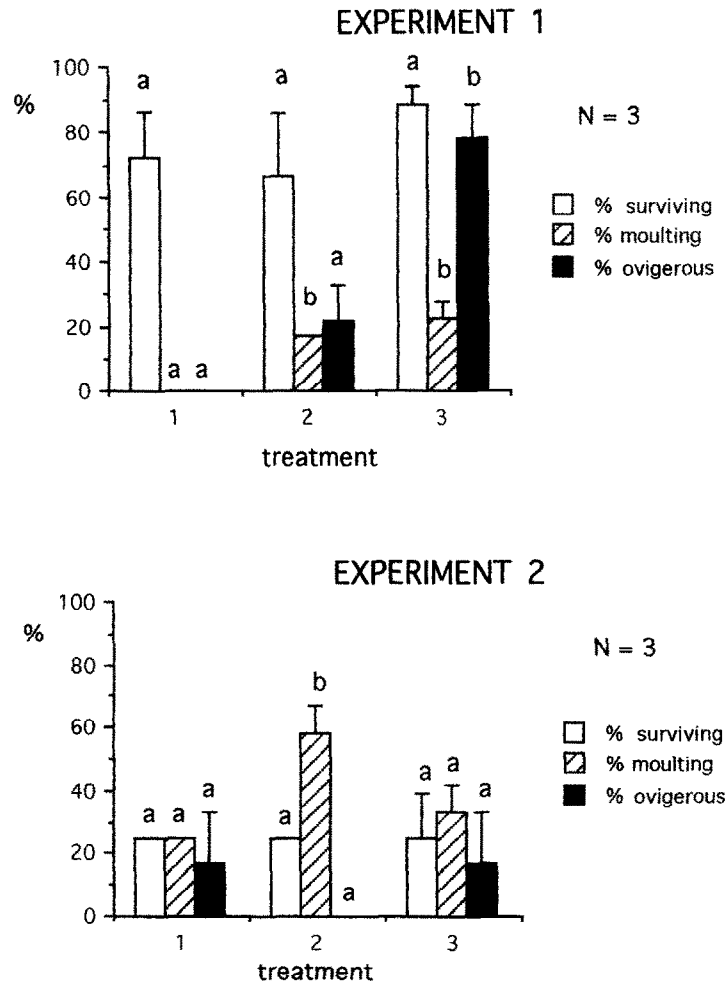 EXPERIMENT 1
%
100
80
60
40
20
0
a
a
a
b
N = 3
a a
b
a
b
% surviving
% moulting
% ovigerous
1
2
3
treatment
EXPERIMENT 2
%
100
80
60
40
20
0
N = 3
a a a
a
b
a
a a a
% surviving
% moulting
% ovigerous
1
2
3
treatment